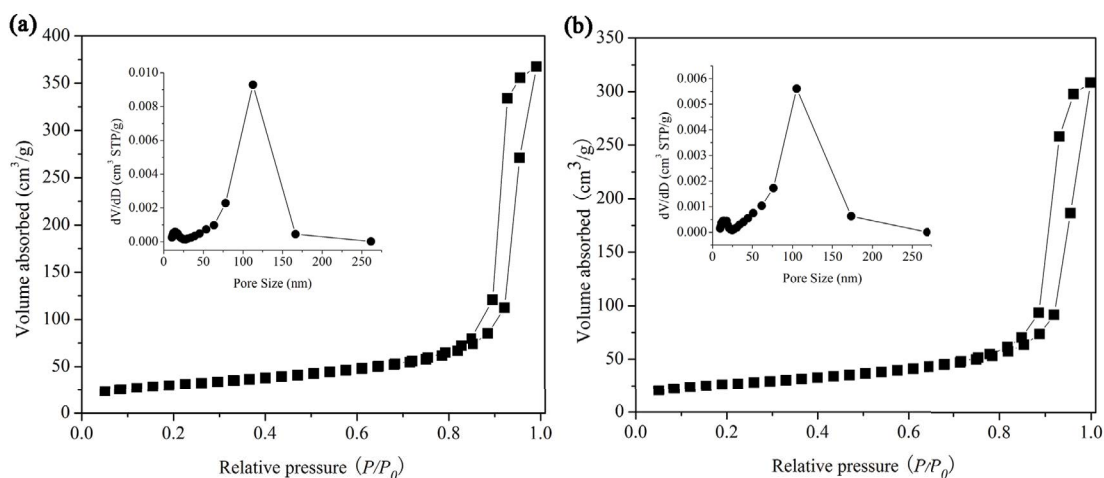 (a)
400
350
300
250
200
150
100
50
0
0.0 0.2 0.4 0.6 0.8 1.0
Volume absorbed (cm³/g)
Relative pressure (P/P₀)
0.010
0.008
0.006
0.004
0.002
0.000
0 50 100 150 200 250
dV/dD (cm³ STP/g)
Pore Size (nm)
(b)
350
300
250
200
150
100
50
0
0.0 0.2 0.4 0.6 0.8 1.0
Volume absorbed (cm³/g)
Relative pressure (P/P₀)
0.006
0.005
0.004
0.003
0.002
0.001
0.000
0 50 100 150 200 250
dV/dD (cm³ STP/g)
Pore Size (nm)